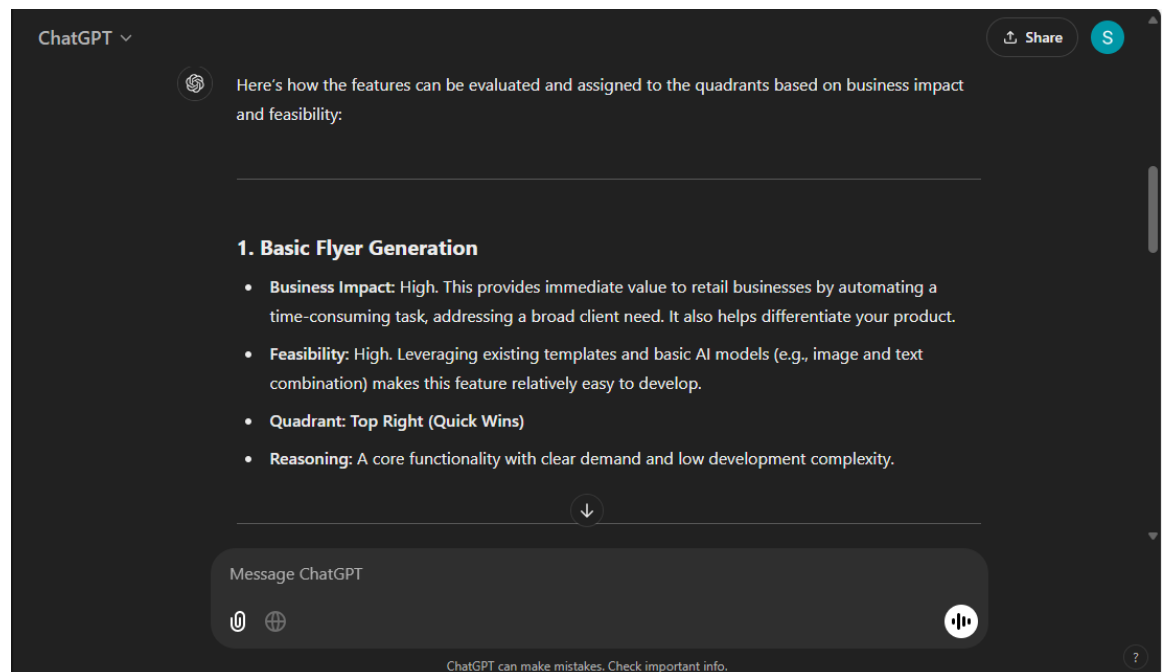 ChatGPT
Share
S
Here's how the features can be evaluated and assigned to the quadrants based on business impact
and feasibility:
1. Basic Flyer Generation
• Business Impact: High. This provides immediate value to retail businesses by automating a
time-consuming task, addressing a broad client need. It also helps differentiate your product.
• Feasibility: High. Leveraging existing templates and basic AI models (e.g., image and text
combination) makes this feature relatively easy to develop.
• Quadrant: Top Right (Quick Wins)
• Reasoning: A core functionality with clear demand and low development complexity.
Message ChatGPT
ChatGPT can make mistakes. Check important info.
?